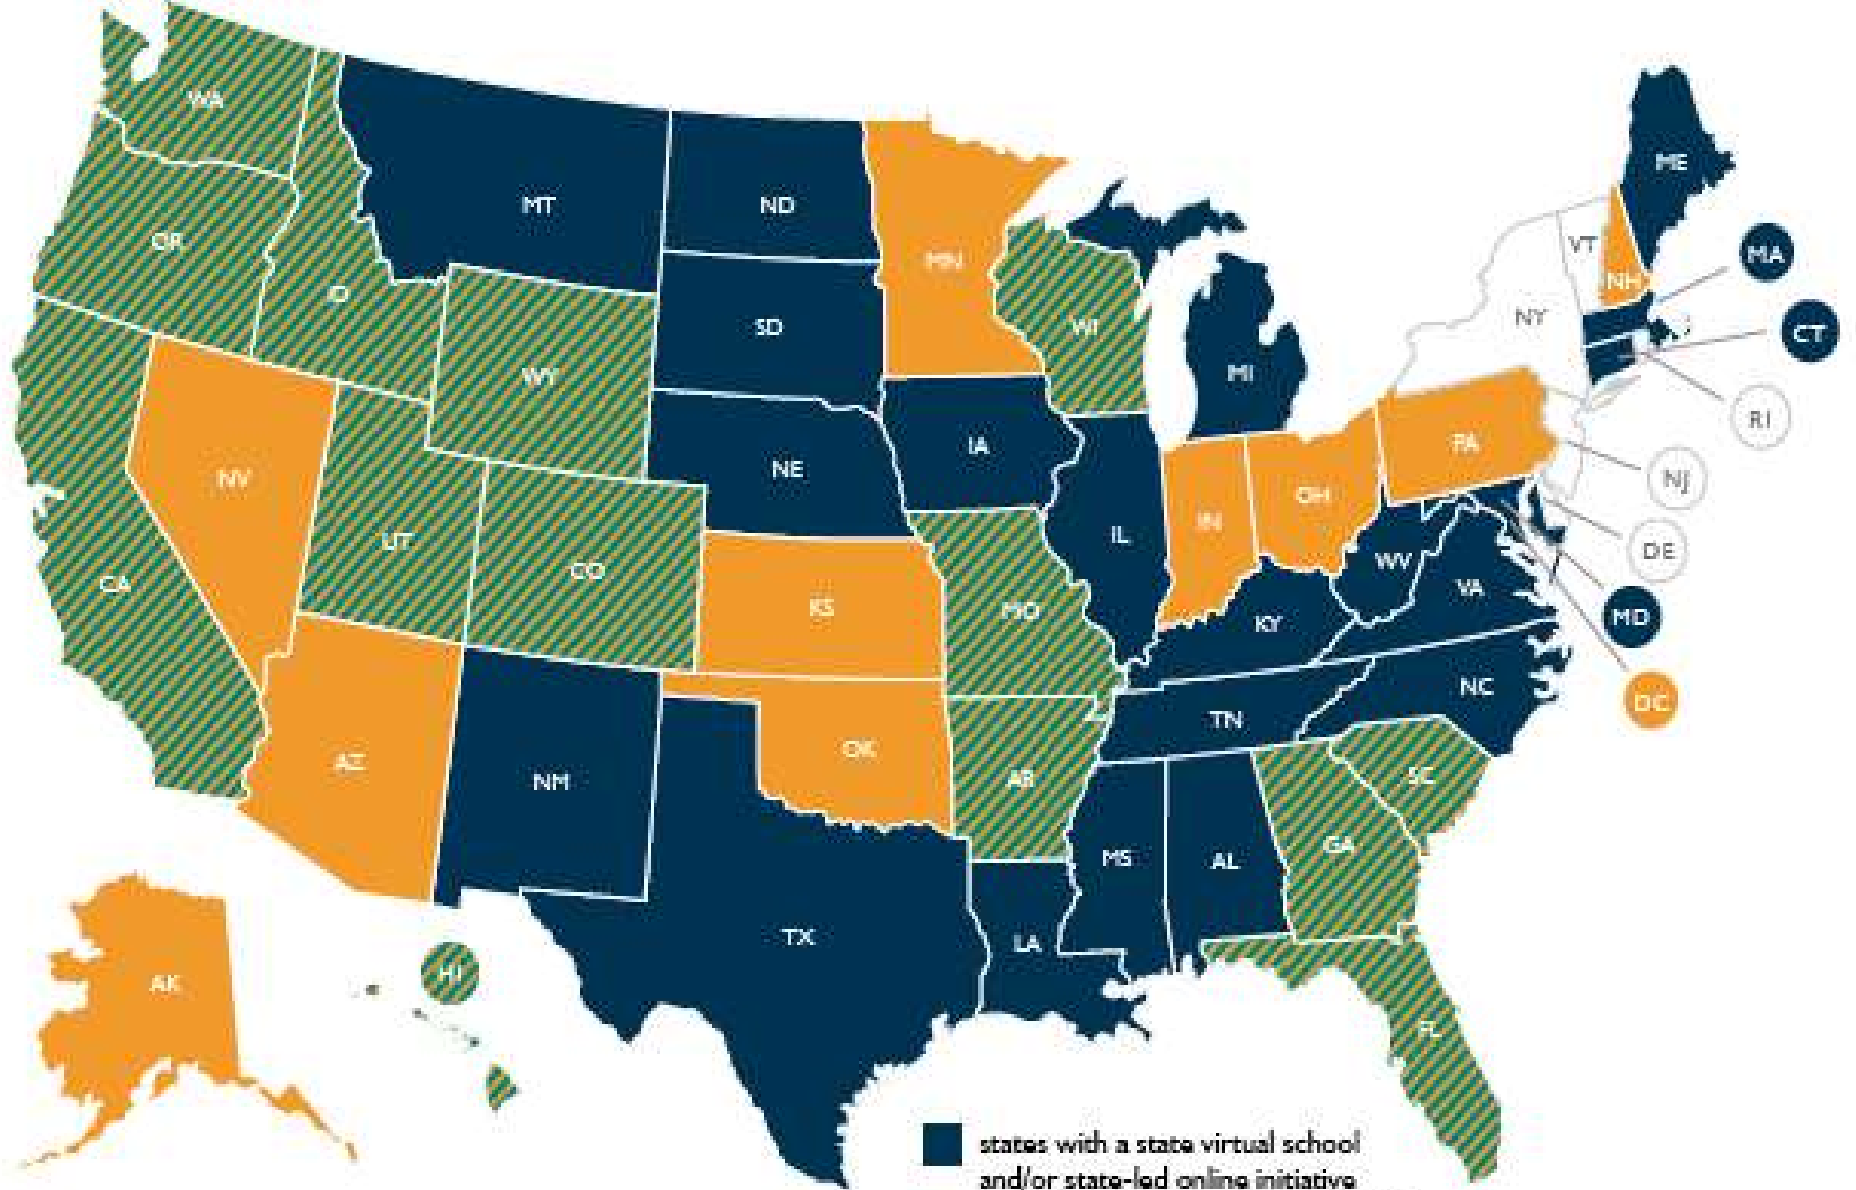 WA
MT
ND
ME
OR
MN
VT
MA
ID
NH
SD
WI
NY
CT
WY
MI
RI
NV
NE
IA
PA
NJ
UT
CO
IL
IN
OH
DE
CA
KS
MO
WV
VA
KY
MD
NC
DC
AZ
NM
OK
TN
AR
SC
MS
AL
GA
TX
LA
AK
HI
FL
states with a state virtual school
and/or state-led online initiative